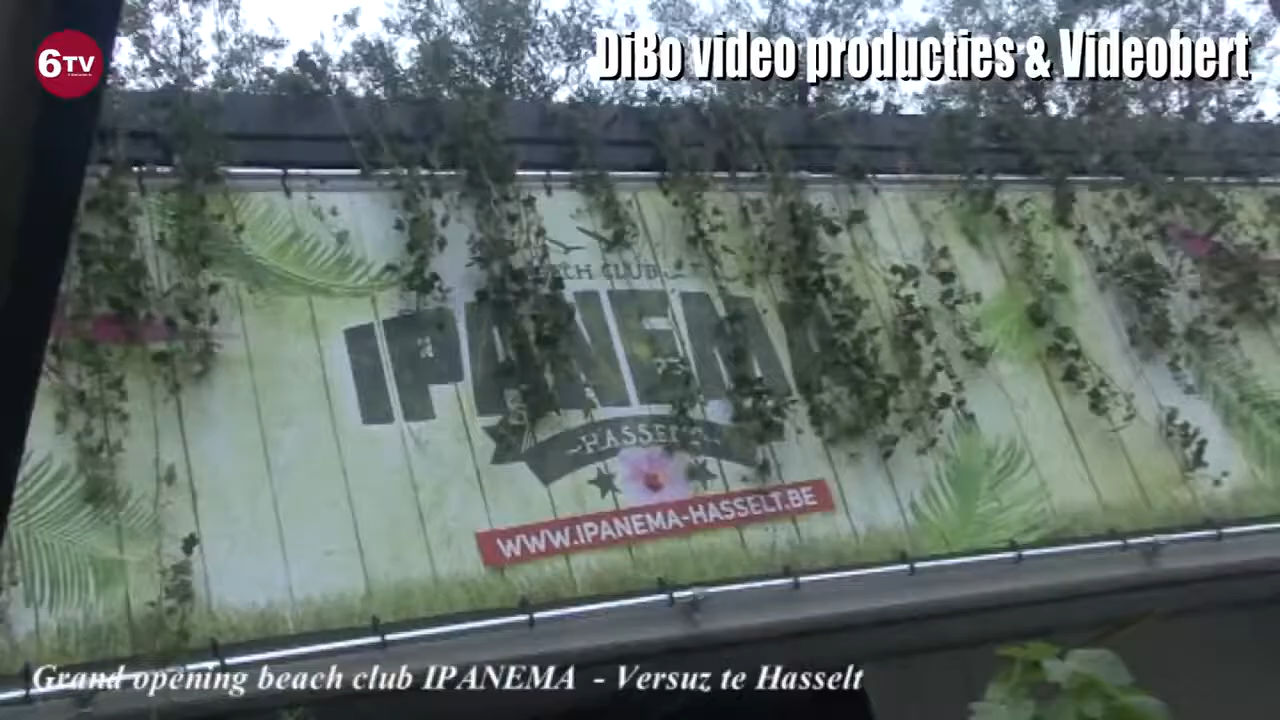 6TV
DiBo video producties & Videobert
IPANEMA
HASSELT
WWW.IPANEMA-HASSELT.BE
Grand opening beach club IPANEMA - Versuz te Hasselt